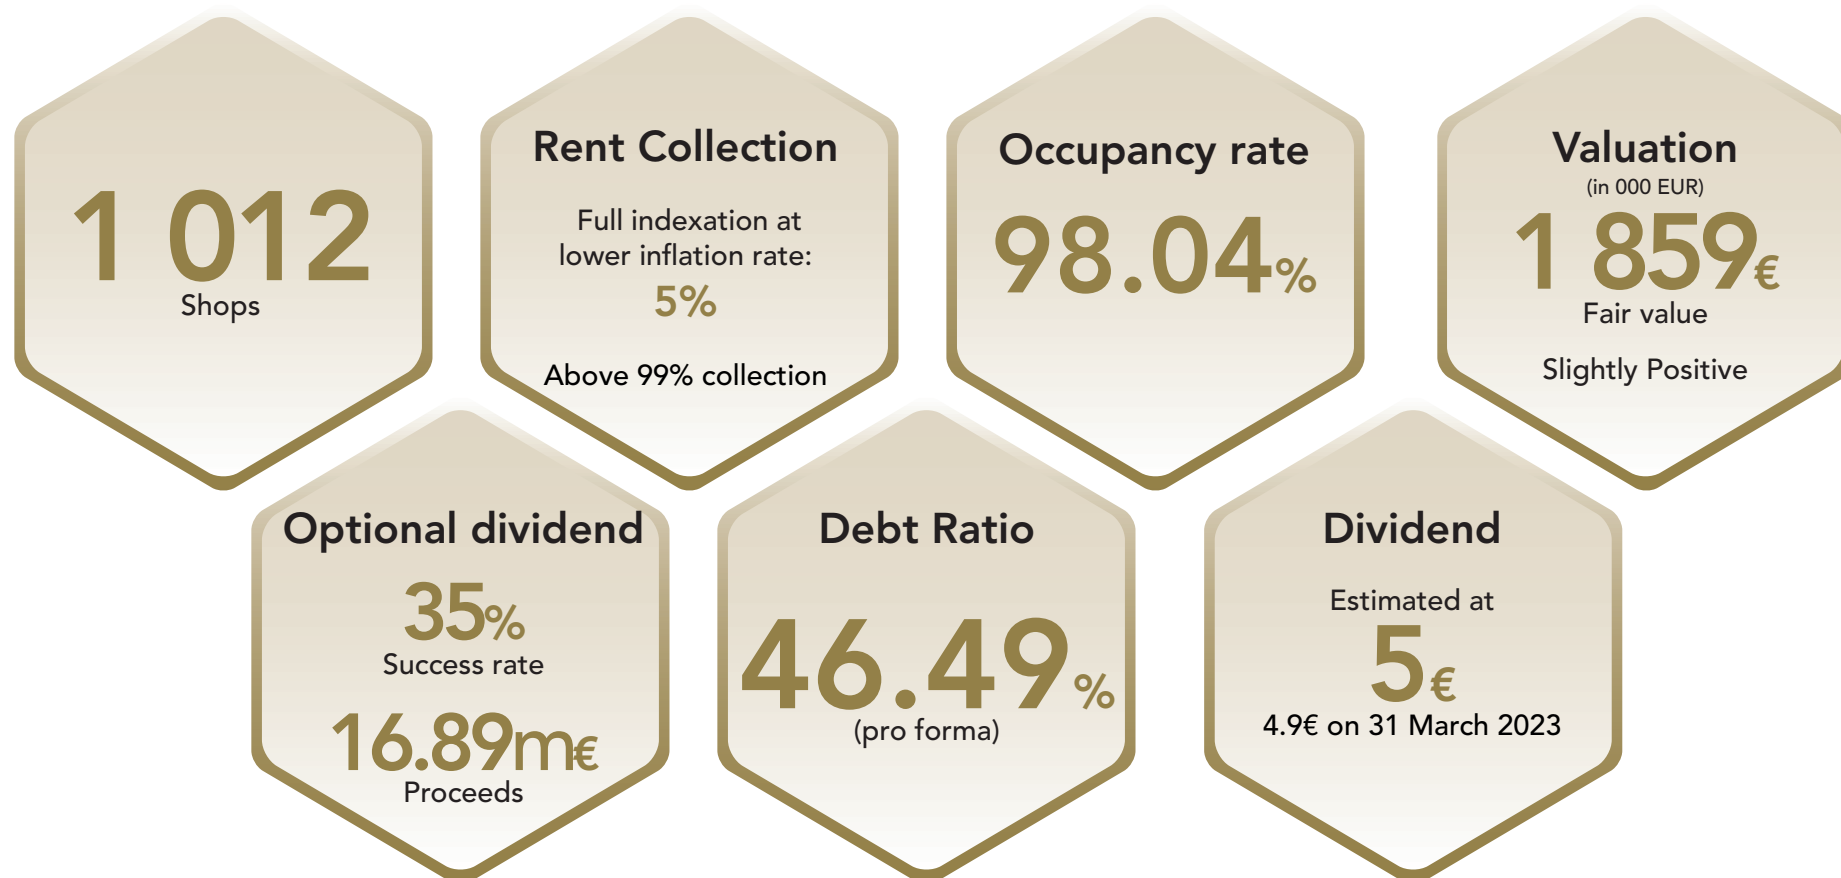 1 012
Shops
Rent Collection
Full indexation at
lower inflation rate:
5%
Above 99% collection
Occupancy rate
98.04%
Valuation
(in 000 EUR)
1 859€
Fair value
Slightly Positive
Optional dividend
35%
Success rate
16.89m€
Proceeds
Debt Ratio
46.49%
(pro forma)
Dividend
Estimated at
5€
4.9€ on 31 March 2023